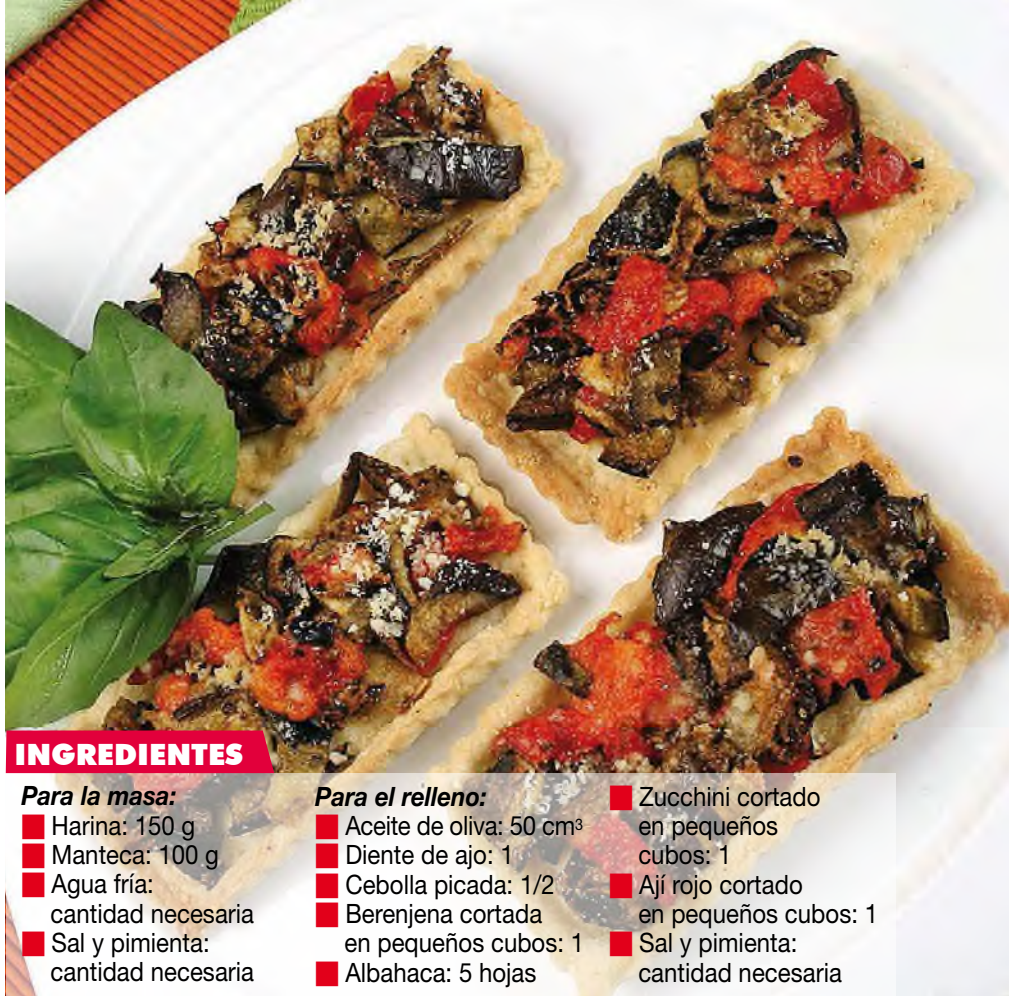 INGREDIENTES
Para la masa:
Harina: 150 g
Manteca: 100 g
Agua fría:
cantidad necesaria
Sal y pimienta:
cantidad necesaria
Para el relleno:
Aceite de oliva: 50 cm³
Diente de ajo: 1
Cebolla picada: 1/2
Berenjena cortada
en pequeños cubos: 1
Albahaca: 5 hojas
Zucchini cortado
en pequeños
cubos: 1
Ají rojo cortado
en pequeños cubos: 1
Sal y pimienta:
cantidad necesaria